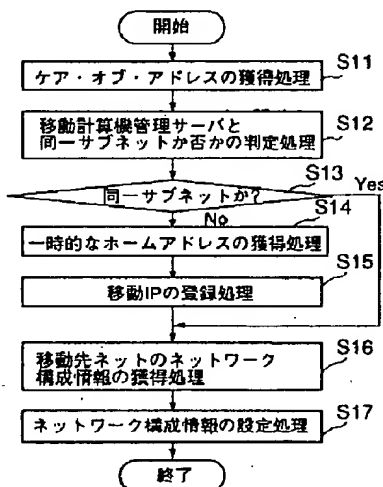 開始
S11
ケア・オブ・アドレスの獲得処理
S12
移動計算機管理サーバと
同一サブネットか否かの判定処理
S13
同一サブネットか?
Yes
No
S14
一時的なホームアドレスの獲得処理
S15
移動IPの登録処理
S16
移動先ネットのネットワーク
構成情報の獲得処理
S17
ネットワーク構成情報の設定処理
終了